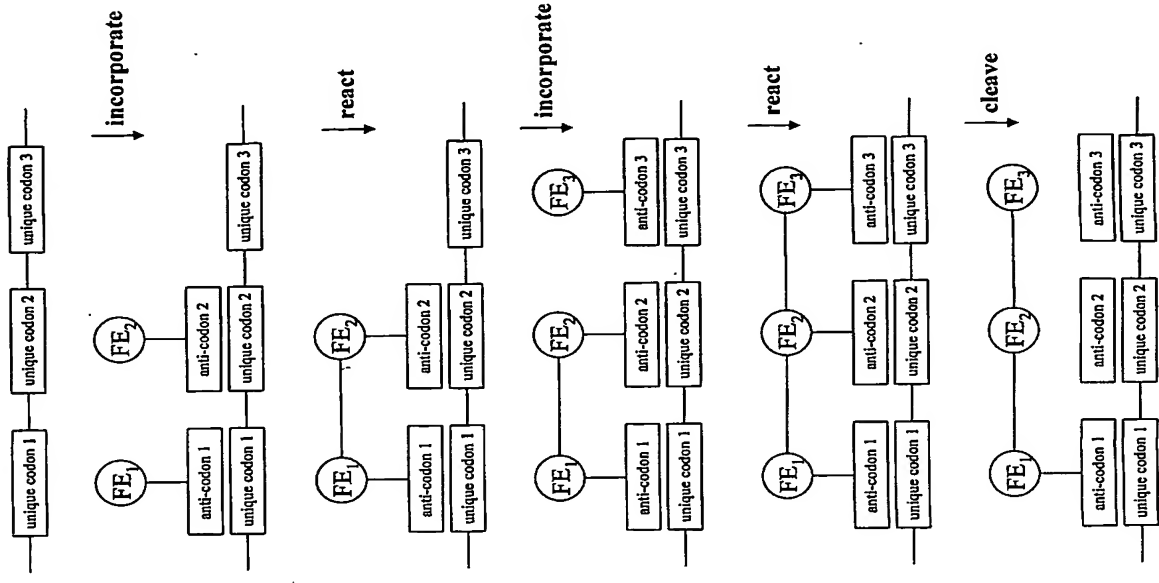 unique codon 1 unique codon 2 unique codon 3
incorporate
FE1 FE2
anti-codon 1 anti-codon 2
unique codon 1 unique codon 2 unique codon 3
react
FE1 FE2
anti-codon 1 anti-codon 2
unique codon 1 unique codon 2 unique codon 3
incorporate
FE1 FE2 FE3
anti-codon 1 anti-codon 2 anti-codon 3
unique codon 1 unique codon 2 unique codon 3
react
FE1 FE2 FE3
anti-codon 1 anti-codon 2 anti-codon 3
unique codon 1 unique codon 2 unique codon 3
cleave
FE1 FE2 FE3
anti-codon 1 anti-codon 2 anti-codon 3
unique codon 1 unique codon 2 unique codon 3